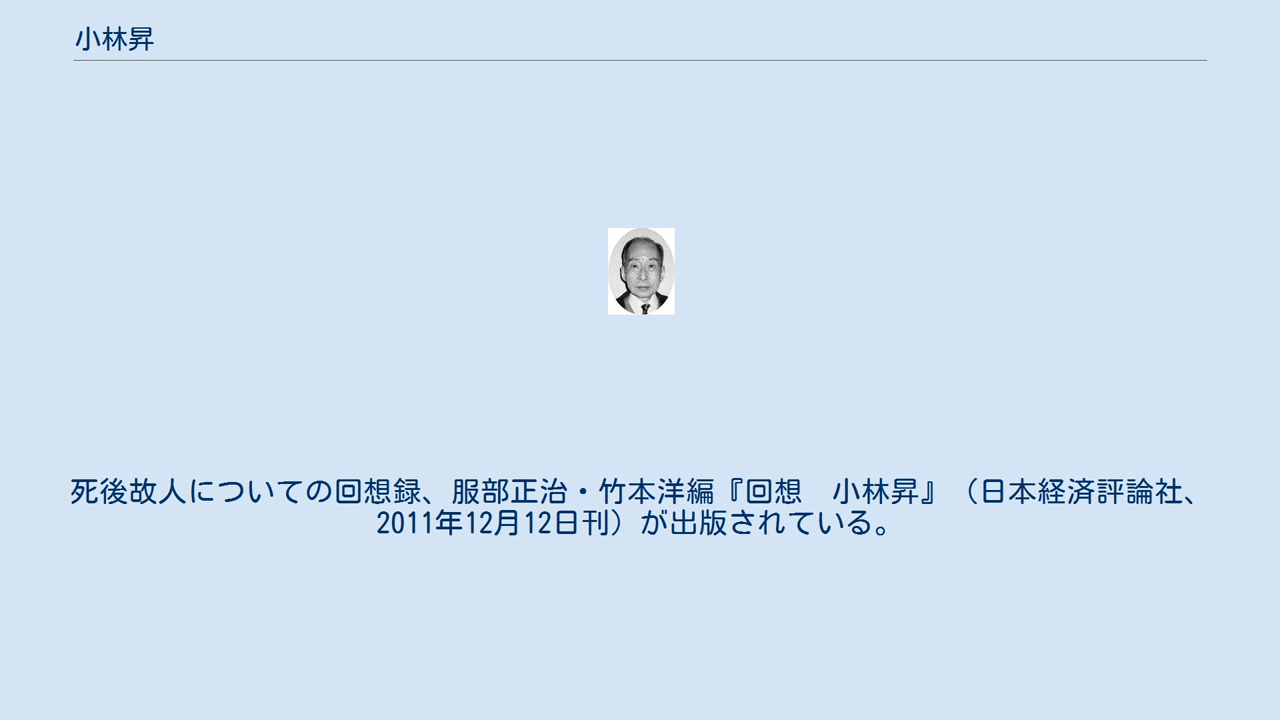 小林昇
死後故人についての回想録、服部正治・竹本洋編『回想　小林昇』（日本経済評論社、
2011年12月12日刊）が出版されている。